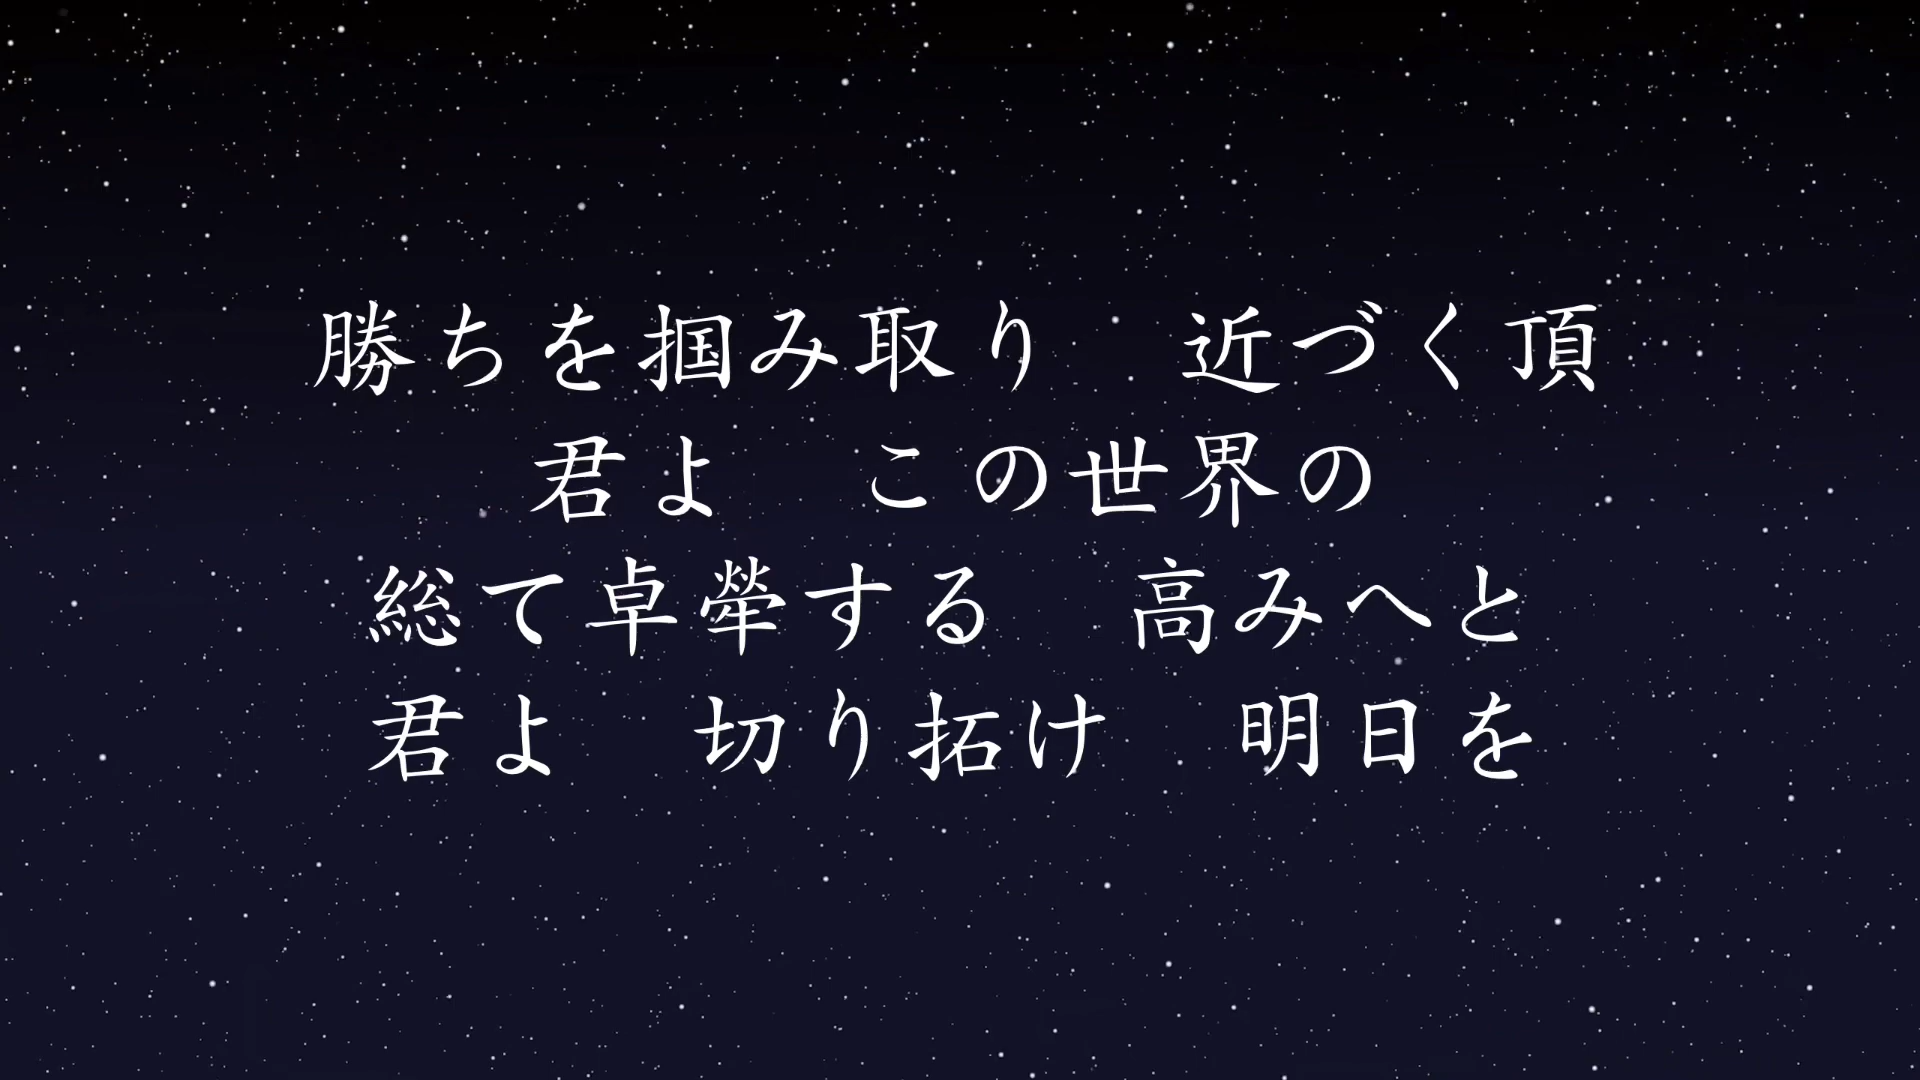 勝ちを掴み取り　近づく頂
君よ　この世界の
総て卓犖する　高みへと
君よ　切り拓け　明日を